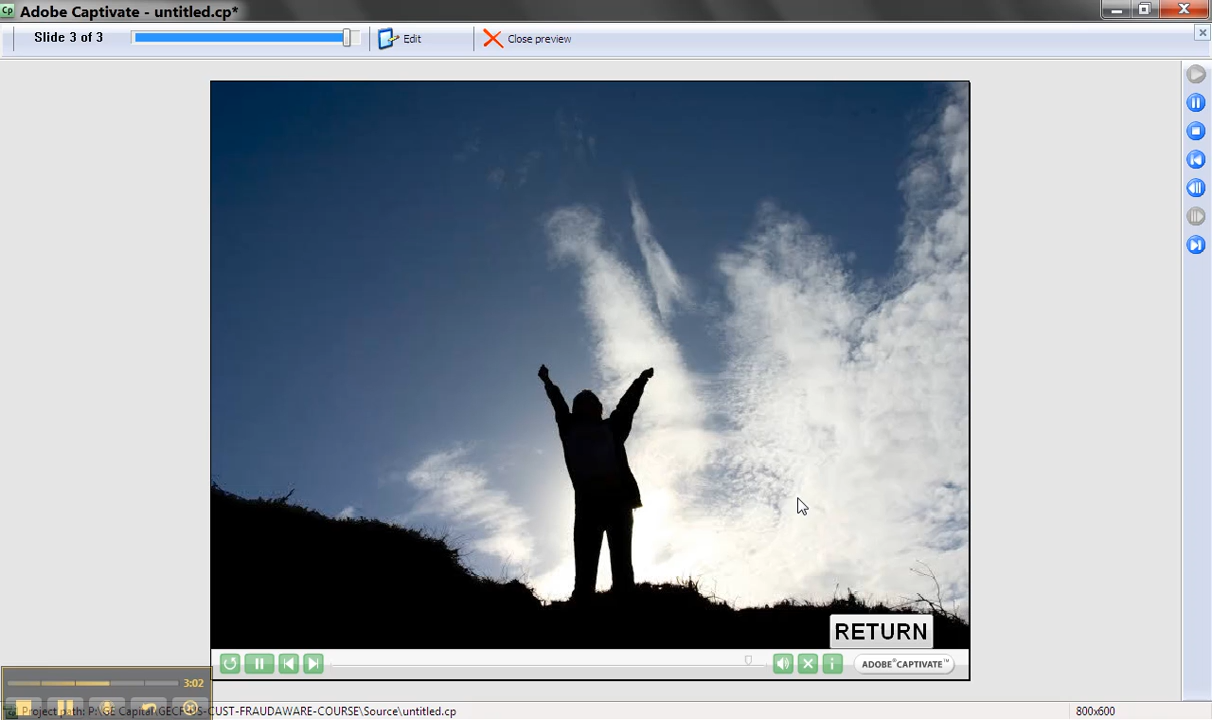 Adobe Captivate - untitled.cp*
Slide 3 of 3
Edit
Close preview
RETURN
ADOBE® CAPTIVATE™
3:02
Project path: P:\GE Capital\GECF-US-CUST-FRAUDAWARE-COURSE\Source\untitled.cp
800x600